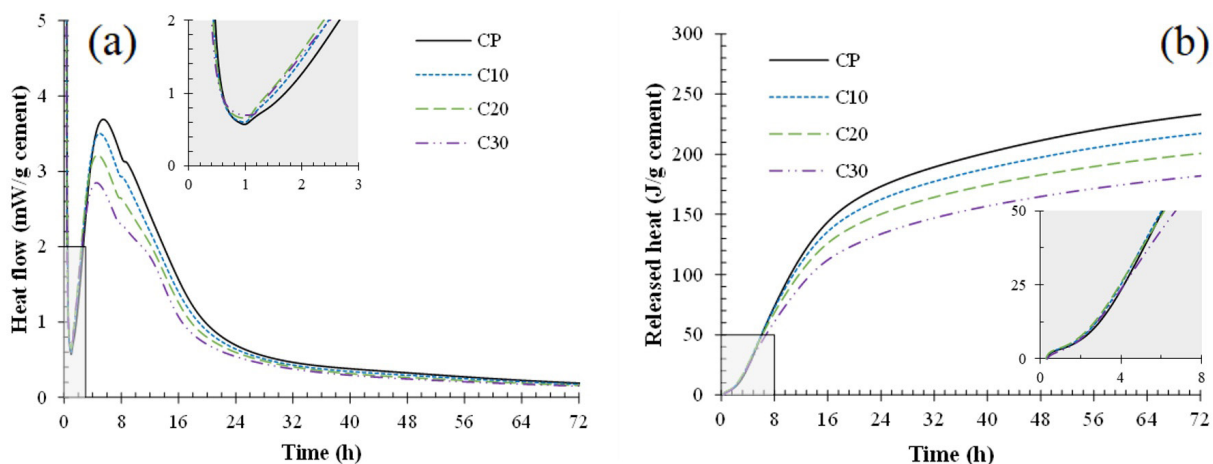 (a)
Heat flow (mW/g cement)
5
4
3
2
1
0
0 8 16 24 32 40 48 56 64 72
Time (h)
2
1
0
0 1 2 3
CP
C10
C20
C30
(b)
Released heat (J/g cement)
300
250
200
150
100
50
0
0 8 16 24 32 40 48 56 64 72
Time (h)
CP
C10
C20
C30
50
25
0
0 4 8